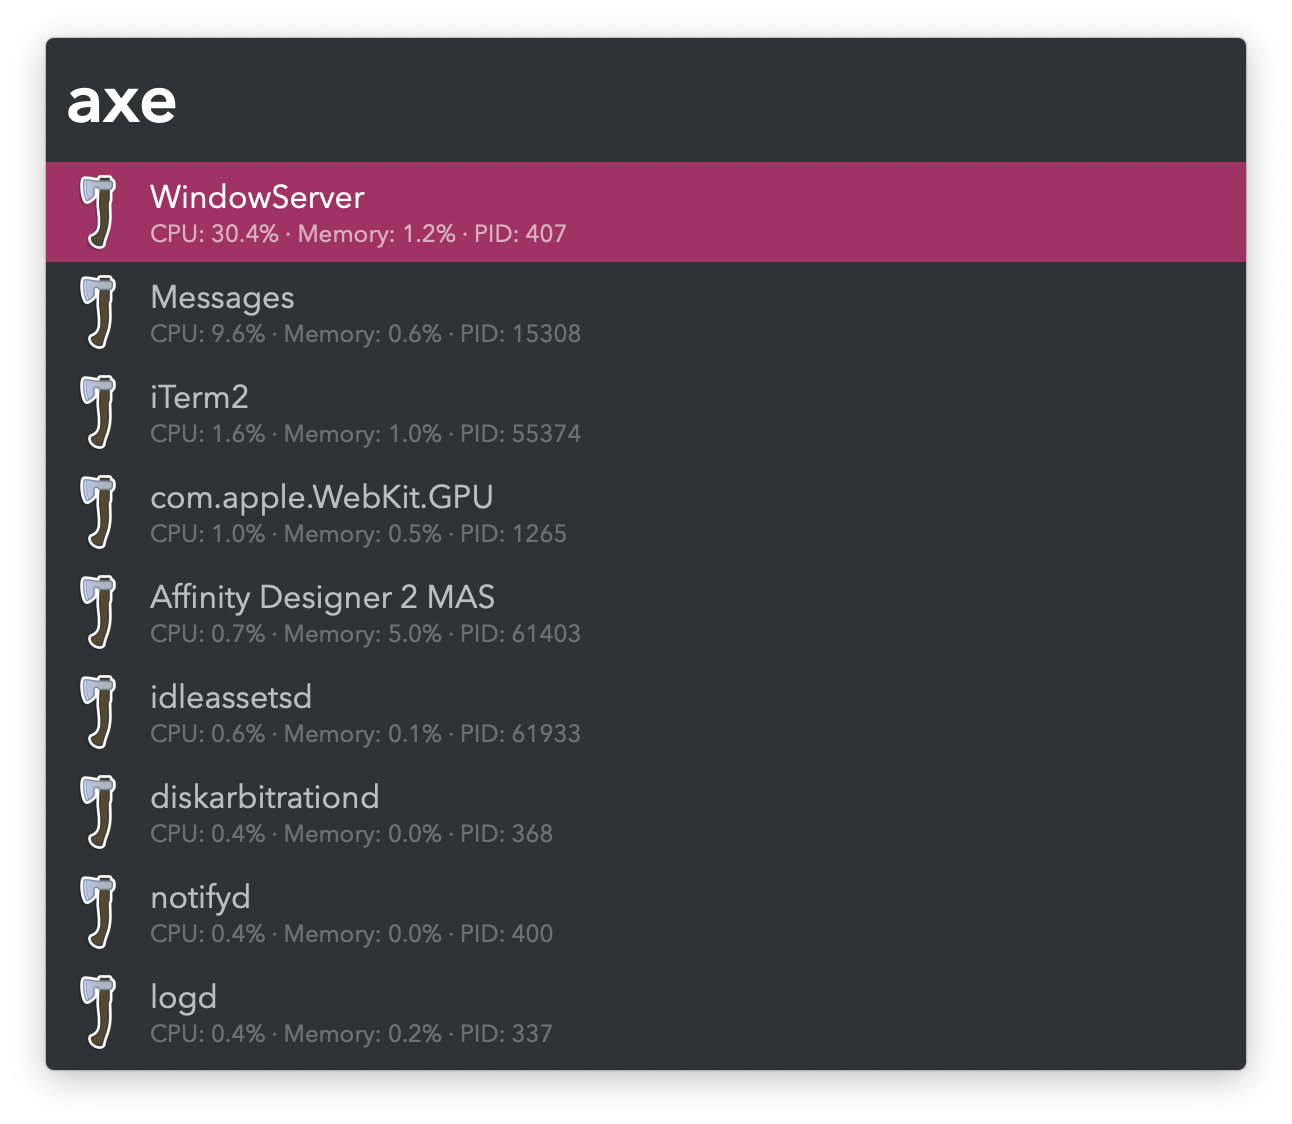 axe
WindowServer
CPU: 30.4% · Memory: 1.2% · PID: 407
Messages
CPU: 9.6% · Memory: 0.6% · PID: 15308
iTerm2
CPU: 1.6% · Memory: 1.0% · PID: 55374
com.apple.WebKit.GPU
CPU: 1.0% · Memory: 0.5% · PID: 1265
Affinity Designer 2 MAS
CPU: 0.7% · Memory: 5.0% · PID: 61403
idleassetsd
CPU: 0.6% · Memory: 0.1% · PID: 61933
diskarbitrationd
CPU: 0.4% · Memory: 0.0% · PID: 368
notifyd
CPU: 0.4% · Memory: 0.0% · PID: 400
logd
CPU: 0.4% · Memory: 0.2% · PID: 337